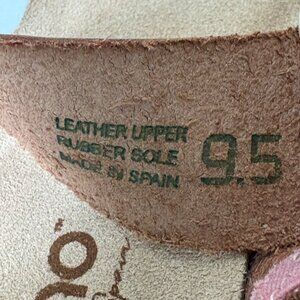 LEATHER UPPER
RUBBER SOLE
MADE IN SPAIN
9.5